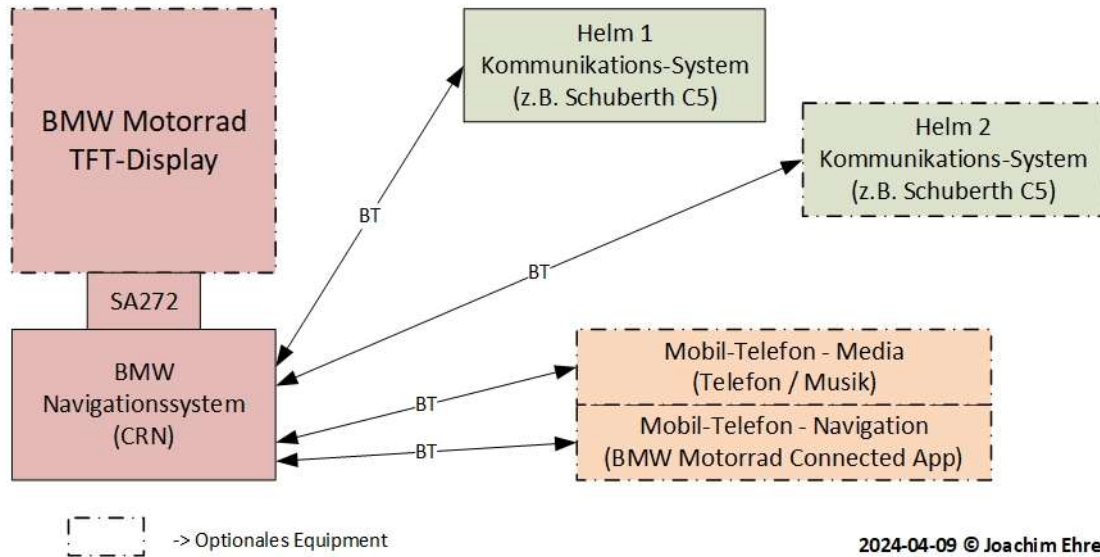 BMW Motorrad
TFT-Display
SA272
BMW
Navigationssystem
(CRN)
Helm 1
Kommunikations-System
(z.B. Schuberth C5)
Helm 2
Kommunikations-System
(z.B. Schuberth C5)
BT
BT
BT
BT
Mobil-Telefon - Media
(Telefon / Musik)
Mobil-Telefon - Navigation
(BMW Motorrad Connected App)
-> Optionales Equipment
2024-04-09 © Joachim Ehre